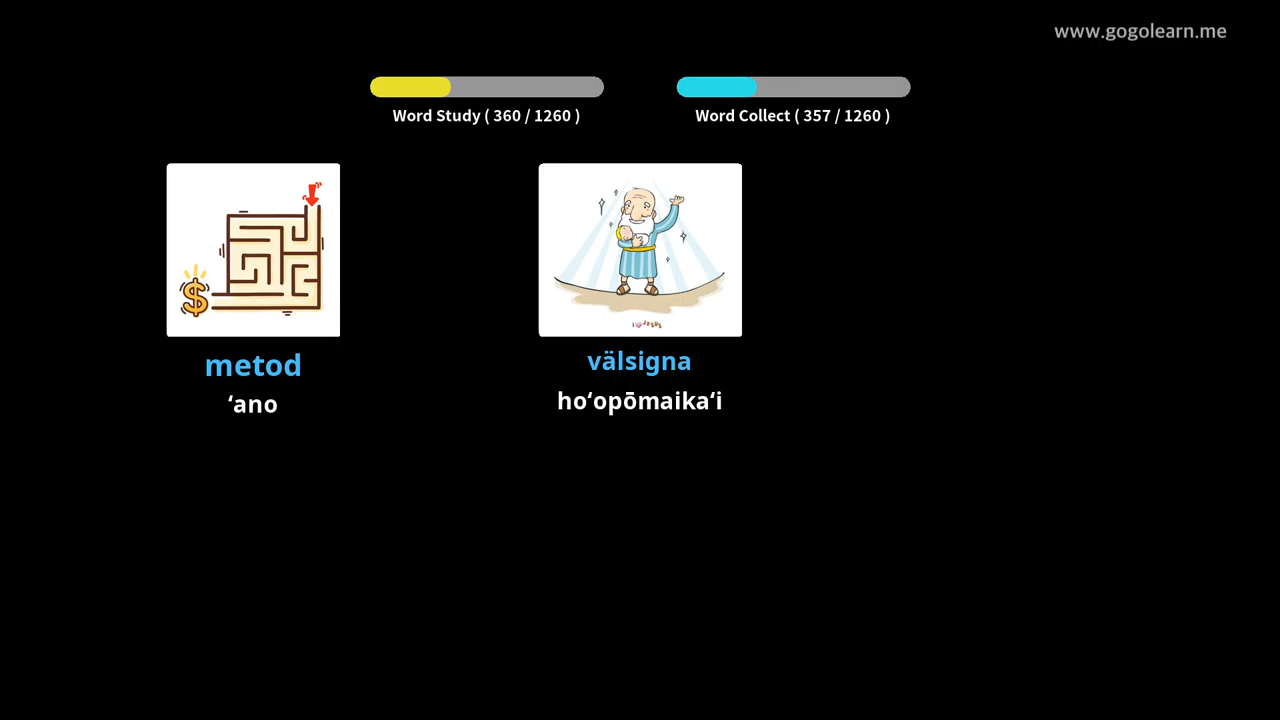 www.gogolearn.me
Word Study ( 360 / 1260 )
Word Collect ( 357 / 1260 )
metod
ʻano
välsigna
hoʻopōmaikaʻi